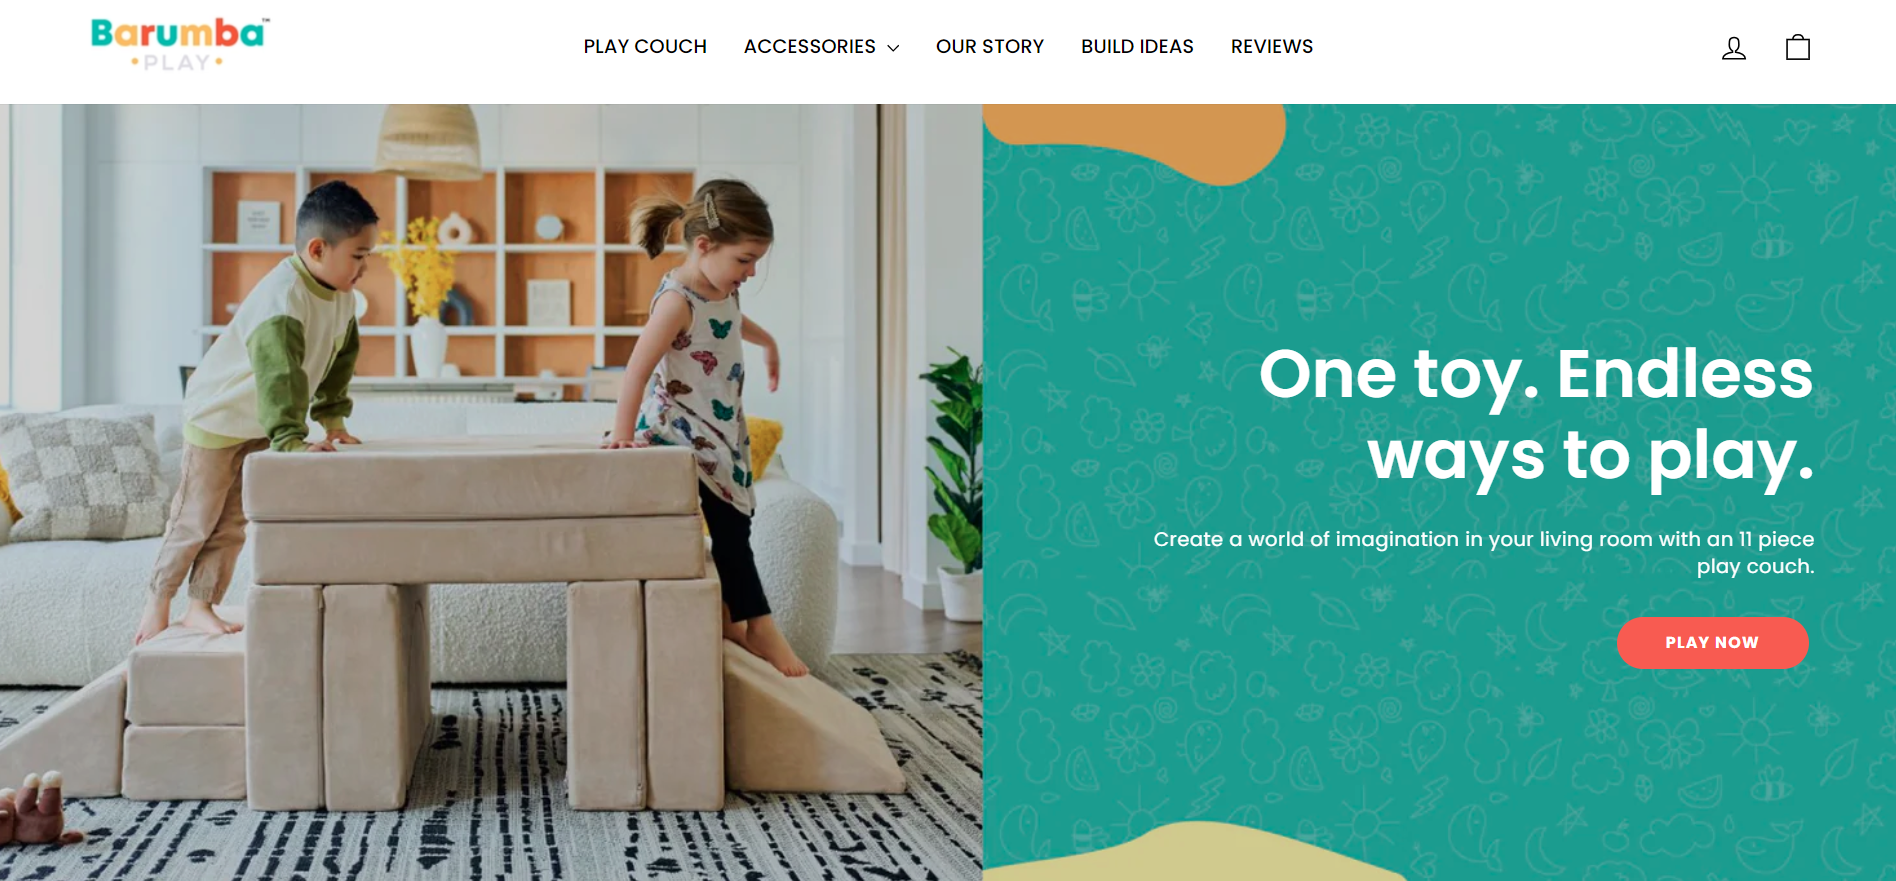 Barumba™
PLAY
PLAY COUCH
ACCESSORIES
OUR STORY
BUILD IDEAS
REVIEWS
One toy. Endless
ways to play.
Create a world of imagination in your living room with an 11 piece
play couch.
PLAY NOW